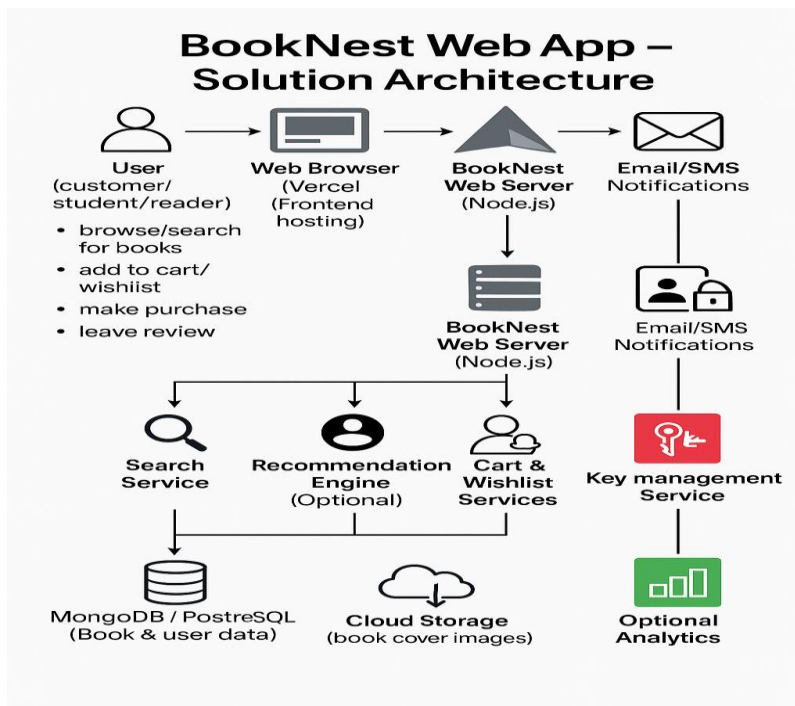 BookNest Web App –
Solution Architecture
User
(customer/
student/reader)
• browse/search
for books
• add to cart/
wishlist
• make purchase
• leave review
Web Browser
(Vercel
(Frontend
hosting)
BookNest
Web Server
(Node.js)
Email/SMS
Notifications
BookNest
Web Server
(Node.js)
Email/SMS
Notifications
Search
Service
Recommendation
Engine
(Optional)
Cart &
Wishlist
Services
Key management
Service
MongoDB / PostreSQL
(Book & user data)
Cloud Storage
(book cover images)
Optional
Analytics